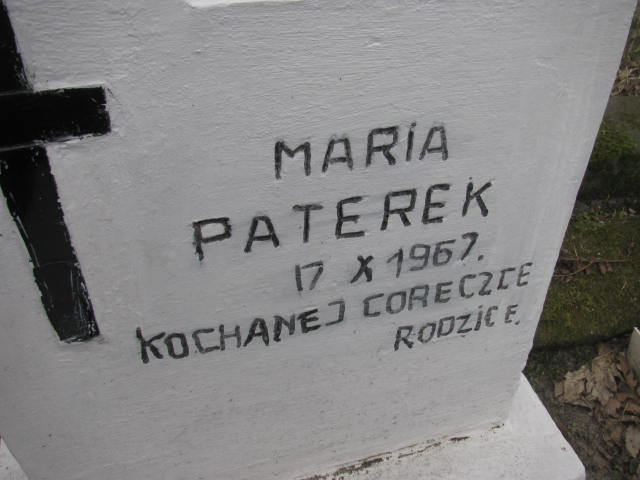 MARIA
PATEREK
17 X 1967.
KOCHANEJ CORECZCE
RODZICE.